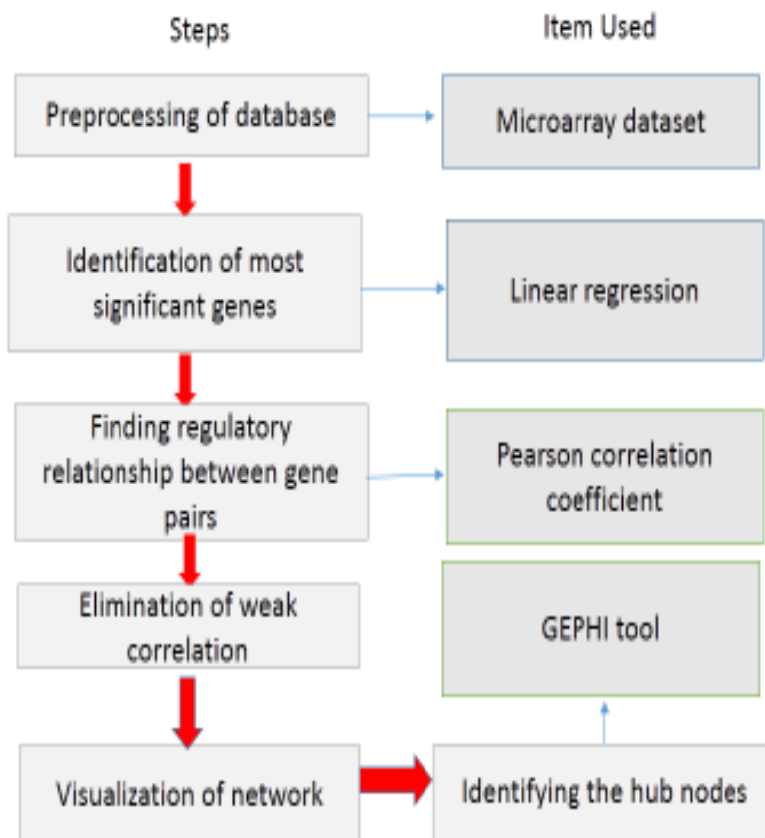 Steps
Item Used
Preprocessing of database
Microarray dataset
Identification of most
significant genes
Linear regression
Finding regulatory
relationship between gene
pairs
Pearson correlation
coefficient
Elimination of weak
correlation
GEPHI tool
Visualization of network
Identifying the hub nodes